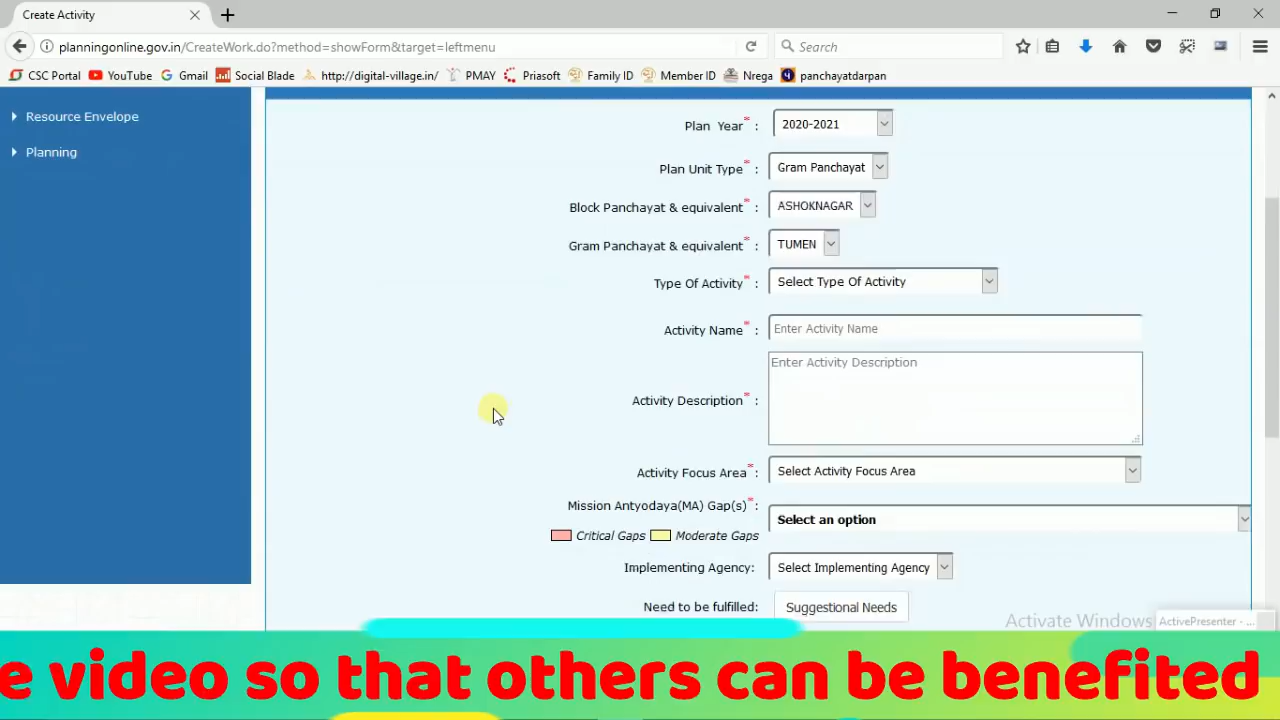 Create Activity
planningonline.gov.in/CreateWork.do?method=showForm&target=leftmenu
Search
CSC Portal YouTube Gmail Social Blade http://digital-village.in/ PMAY Priasoft Family ID Member ID Nrega panchayatdarpan
Resource Envelope
Planning
Plan Year* : 2020-2021
Plan Unit Type* : Gram Panchayat
Block Panchayat & equivalent* : ASHOKNAGAR
Gram Panchayat & equivalent* : TUMEN
Type Of Activity* : Select Type Of Activity
Activity Name* : Enter Activity Name
Enter Activity Description
Activity Description* :
Activity Focus Area* : Select Activity Focus Area
Mission Antyodaya(MA) Gap(s)* :
Select an option
Critical Gaps Moderate Gaps
Implementing Agency: Select Implementing Agency
Need to be fulfilled: Suggestional Needs
Activate Windows
ActivePresenter - ...
e video so that others can be benefited